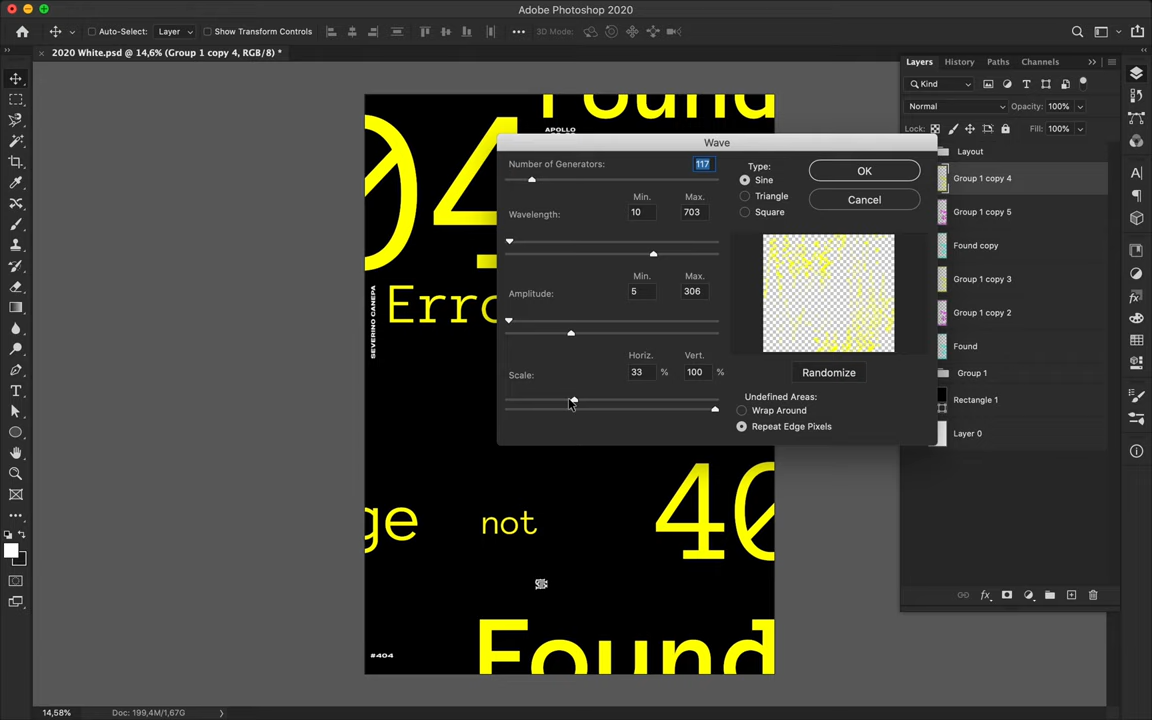 Adobe Photoshop 2020
Auto-Select: Layer Show Transform Controls 3D Mode:
2020 White.psd @ 14,6% (Group 1 copy 4, RGB/8) *
Layers History Paths Channels
Kind
Normal Opacity: 100%
Lock: Fill: 100%
Layout
Group 1 copy 4
Group 1 copy 5
Found copy
Group 1 copy 3
Group 1 copy 2
Found
Group 1
Rectangle 1
Layer 0
Wave
Number of Generators: 117
Min. Max.
Wavelength: 10 703
Min. Max.
Amplitude: 5 306
Horiz. Vert.
Scale: 33 % 100 %
Type:
Sine
Triangle
Square
OK
Cancel
Randomize
Undefined Areas:
Wrap Around
Repeat Edge Pixels
Found
04
APOLLO
SEVERINO CANEPA
Erro
ge not 40
#404
Found
14,58% Doc: 199,4M/1,67G